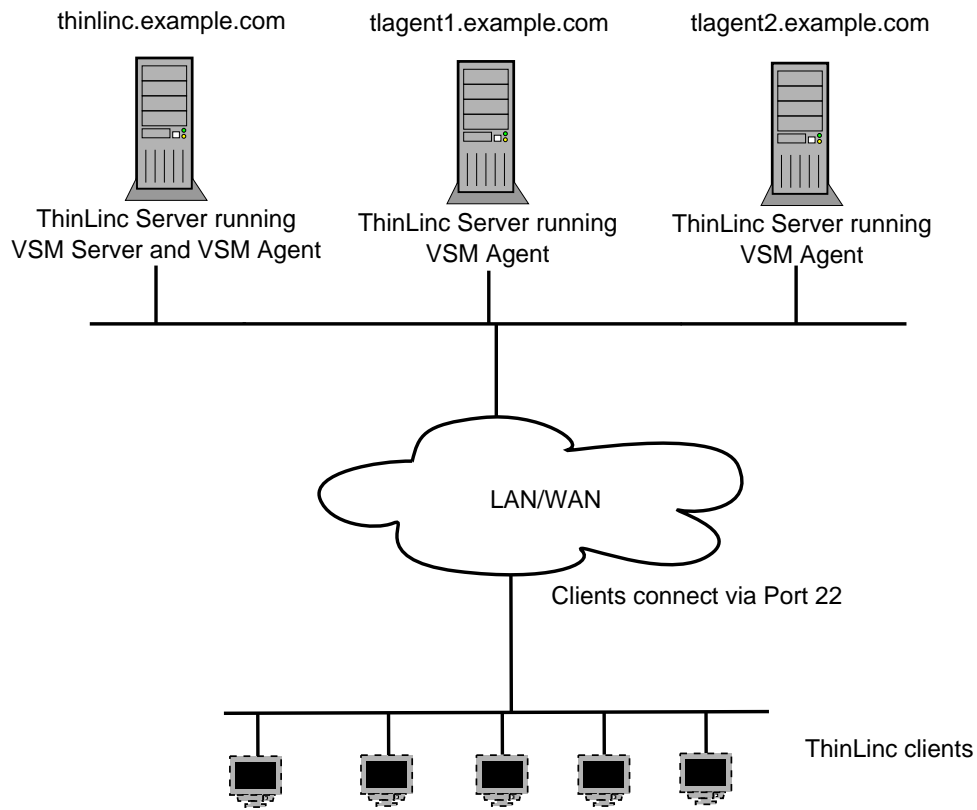 thinlinc.example.com
tlagent1.example.com
tlagent2.example.com
ThinLinc Server running
VSM Server and VSM Agent
ThinLinc Server running
VSM Agent
ThinLinc Server running
VSM Agent
LAN/WAN
Clients connect via Port 22
ThinLinc clients